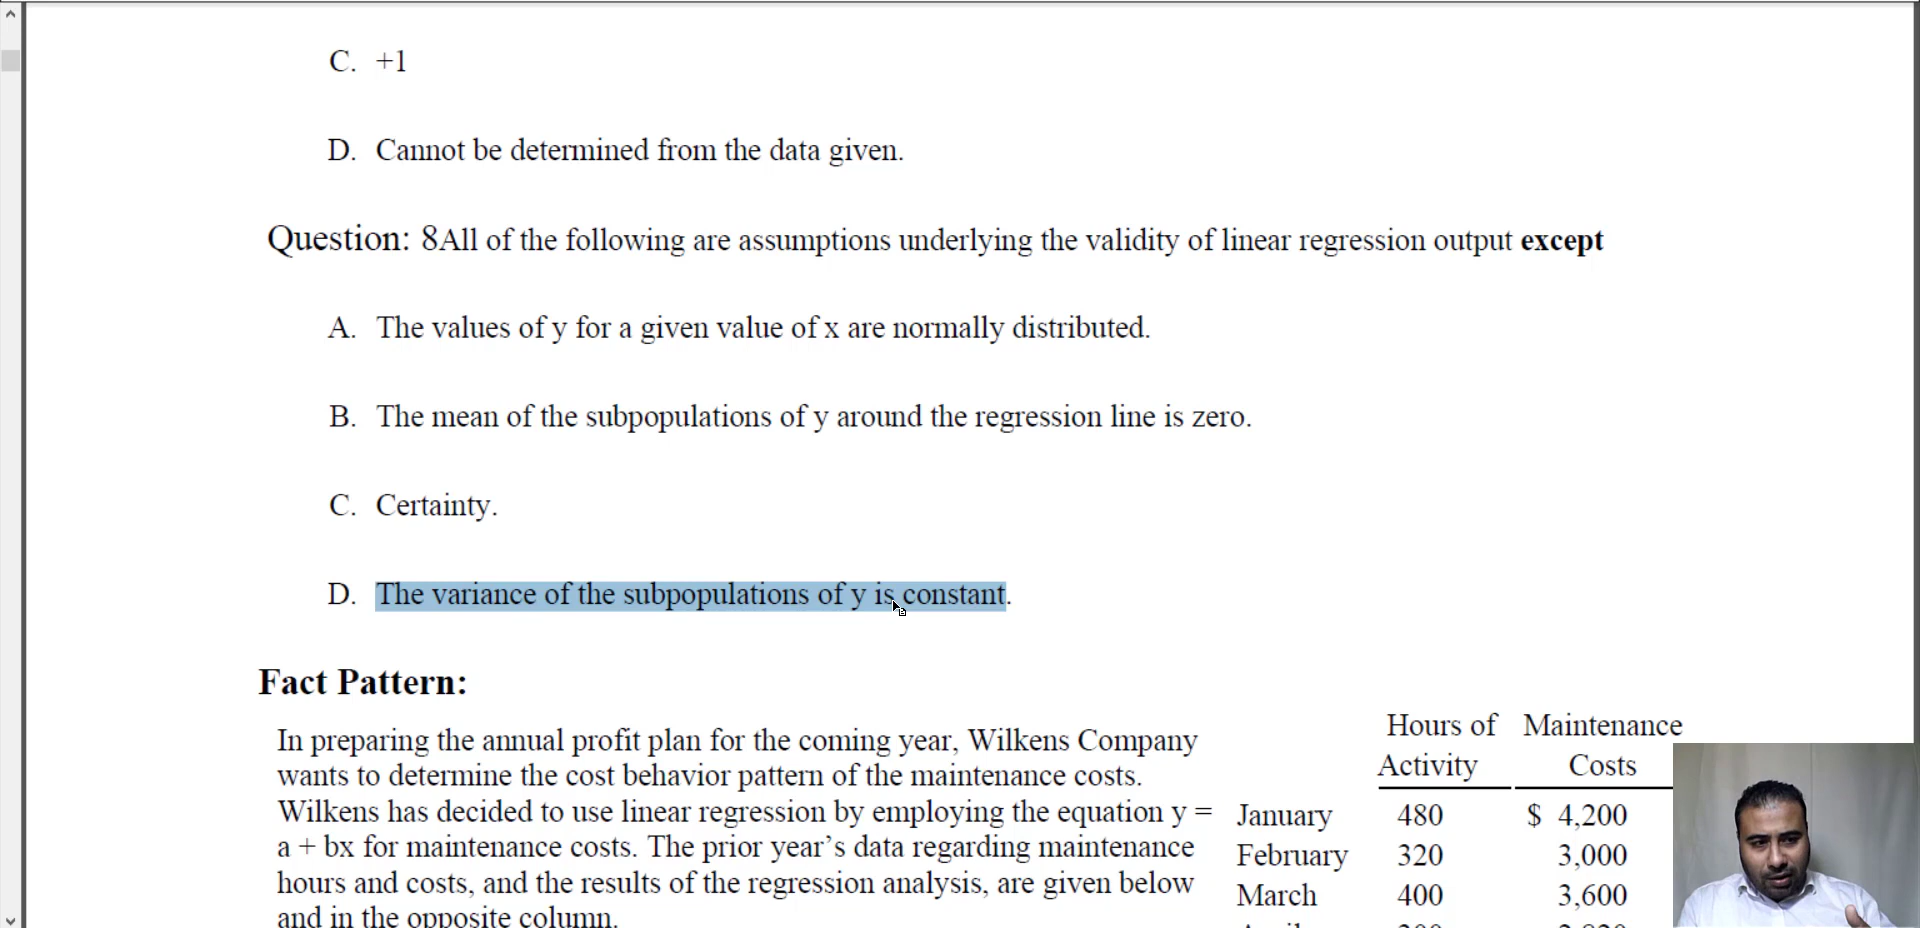 C. +1
D. Cannot be determined from the data given.
Question: 8All of the following are assumptions underlying the validity of linear regression output except
A. The values of y for a given value of x are normally distributed.
B. The mean of the subpopulations of y around the regression line is zero.
C. Certainty.
D. The variance of the subpopulations of y is constant.
Fact Pattern:
In preparing the annual profit plan for the coming year, Wilkens Company
wants to determine the cost behavior pattern of the maintenance costs.
Wilkens has decided to use linear regression by employing the equation y =
a + bx for maintenance costs. The prior year’s data regarding maintenance
hours and costs, and the results of the regression analysis, are given below
and in the opposite column.
Hours of Maintenance
Activity Costs
January 480 $ 4,200
February 320 3,000
March 400 3,600